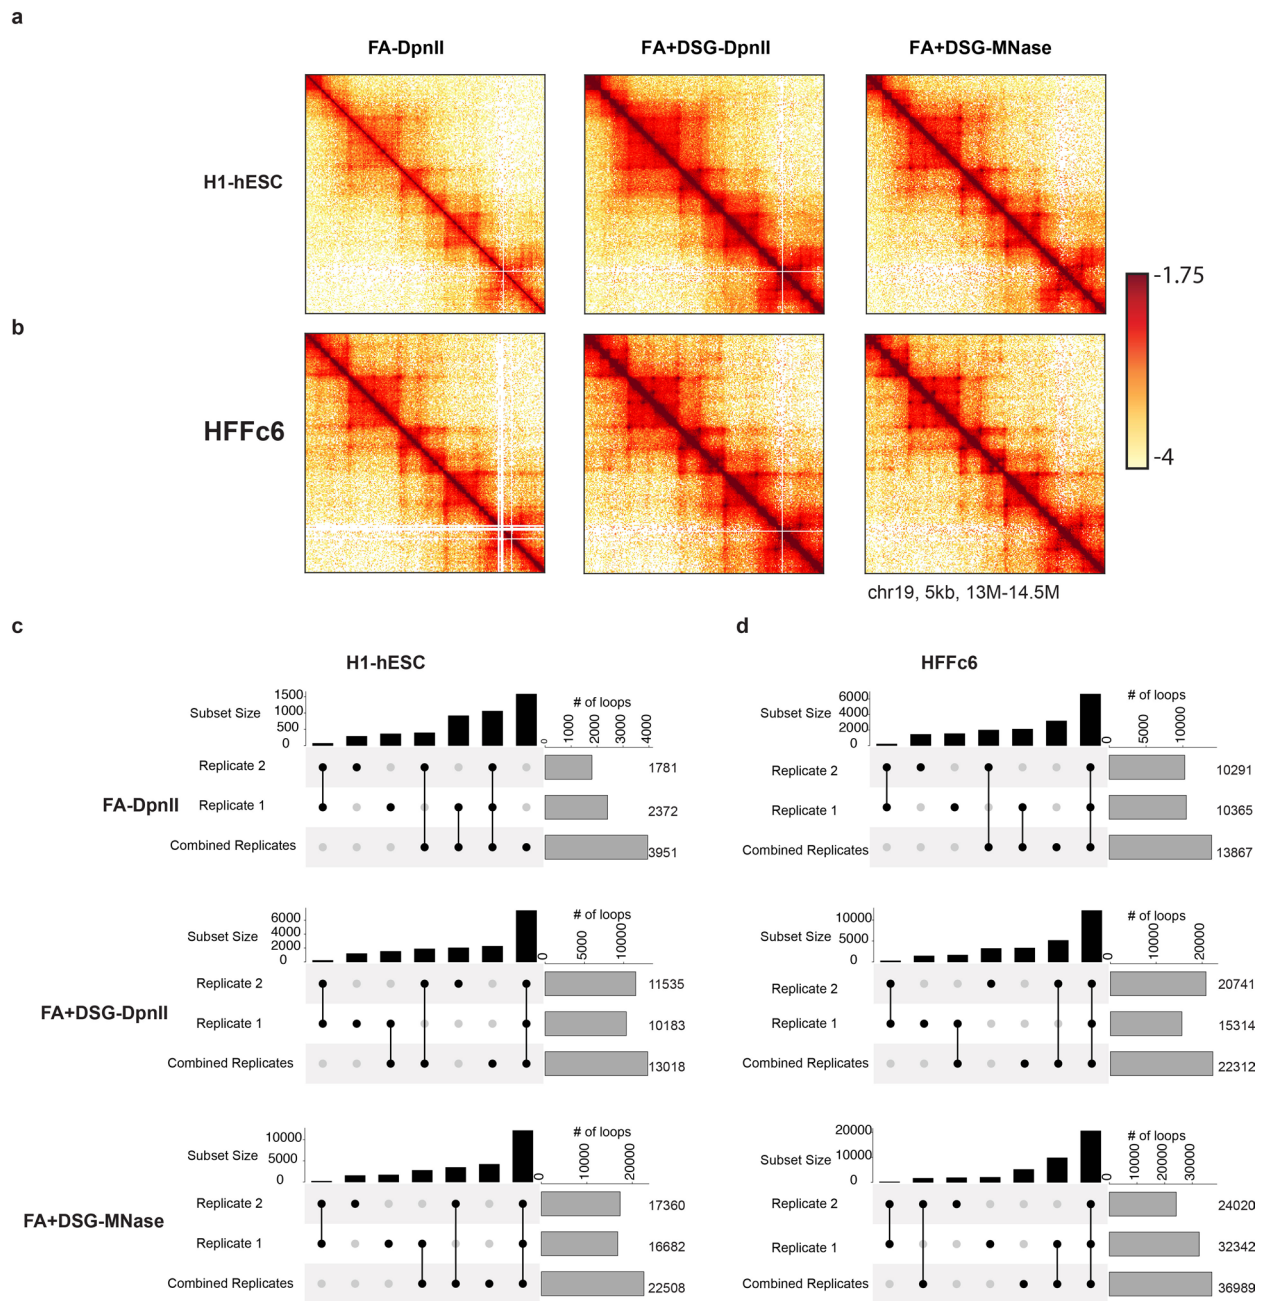 a
FA-DpnII FA+DSG-DpnII FA+DSG-MNase
H1-hESC
-1.75
b
HFFc6
-4
chr19, 5kb, 13M-14.5M
c d
H1-hESC HFFc6
Subset Size 1500 1000 500 0 # of loops 0 1000 2000 3000 4000
Replicate 2 1781
FA-DpnII Replicate 1 2372
Combined Replicates 3951
Subset Size 6000 4000 2000 0 # of loops 0 5000 10000
Replicate 2 10291
Replicate 1 10365
Combined Replicates 13867
Subset Size 6000 4000 2000 0 # of loops 0 5000 10000
Replicate 2 11535
FA+DSG-DpnII Replicate 1 10183
Combined Replicates 13018
Subset Size 10000 5000 0 # of loops 0 10000 20000
Replicate 2 20741
Replicate 1 15314
Combined Replicates 22312
Subset Size 10000 5000 0 # of loops 0 10000 20000
Replicate 2 17360
FA+DSG-MNase Replicate 1 16682
Combined Replicates 22508
Subset Size 20000 10000 0 # of loops 0 10000 20000 30000
Replicate 2 24020
Replicate 1 32342
Combined Replicates 36989